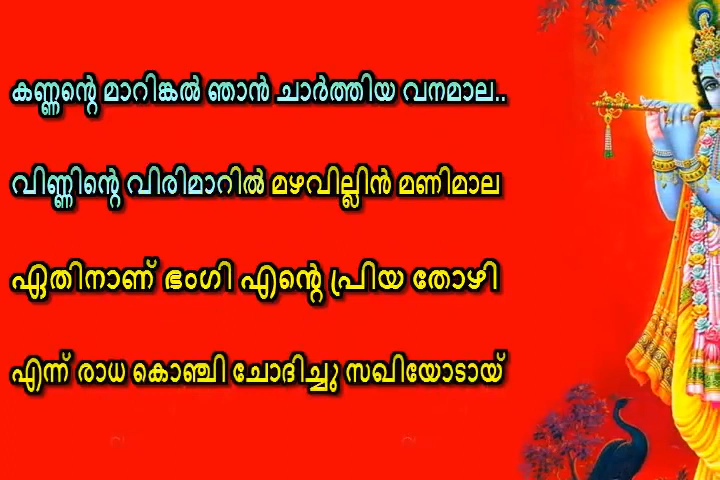 കണ്ണന്റെ മാറിങ്കൽ ഞാൻ ചാർത്തിയ വനമാല..
വിണ്ണിന്റെ വിരിമാറിൽ മഴവില്ലിൻ മണിമാല
ഏതിനാണ് ഭംഗി എന്റെ പ്രിയ തോഴി
എന്ന് രാധ കൊഞ്ചി ചോദിച്ചു സഖിയോടായ്